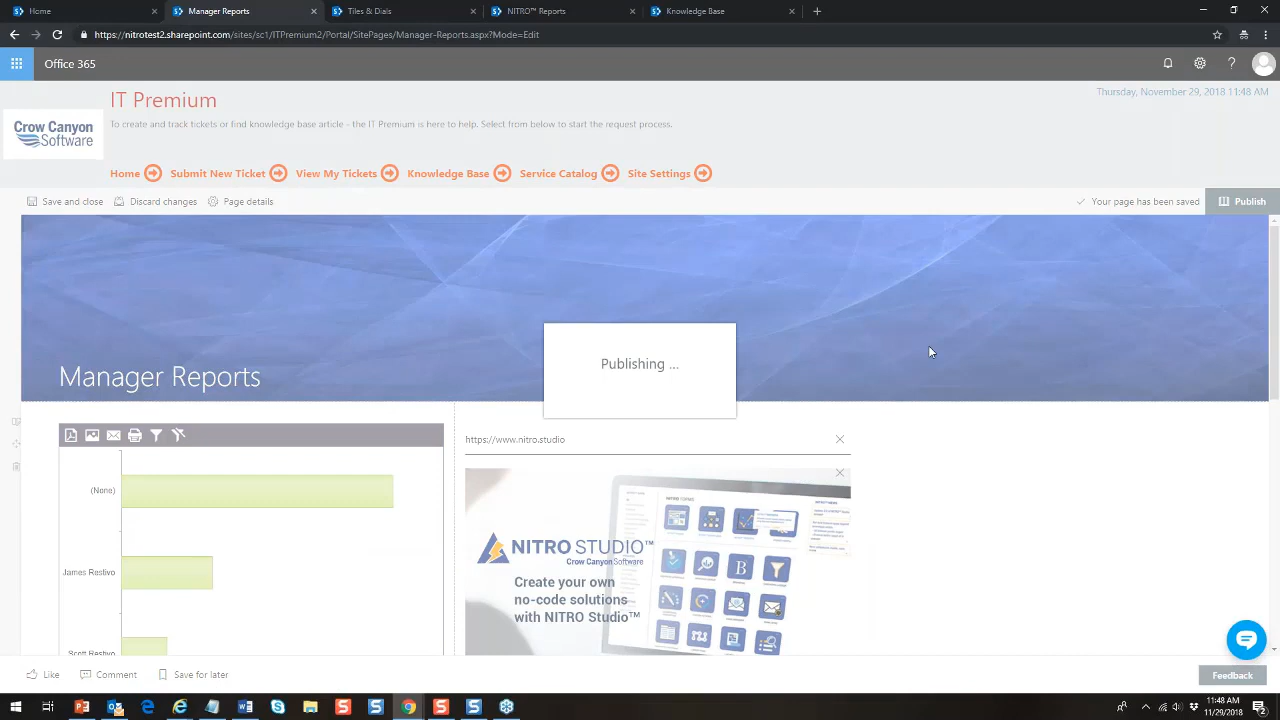 Home
Manager Reports
Tiles & Dials
NITRO™ Reports
Knowledge Base
https://nitrotest2.sharepoint.com/sites/sc1/ITPremium2/Portal/SitePages/Manager-Reports.aspx?Mode=Edit
Office 365
IT Premium
Thursday, November 29, 2018 11:48 AM
To create and track tickets or find knowledge base article - the IT Premium is here to help. Select from below to start the request process.
Crow Canyon
Software
Home
Submit New Ticket
View My Tickets
Knowledge Base
Service Catalog
Site Settings
Save and close
Discard changes
Page details
Your page has been saved
Publish
Publishing ...
Manager Reports
https://www.nitro.studio
(None)
James Restivo
Scott Restivo
NITRO STUDIO™
Crow Canyon Software
Create your own
no-code solutions
with NITRO Studio™
Like
Comment
Save for later
Feedback
11:48 AM
11/29/2018